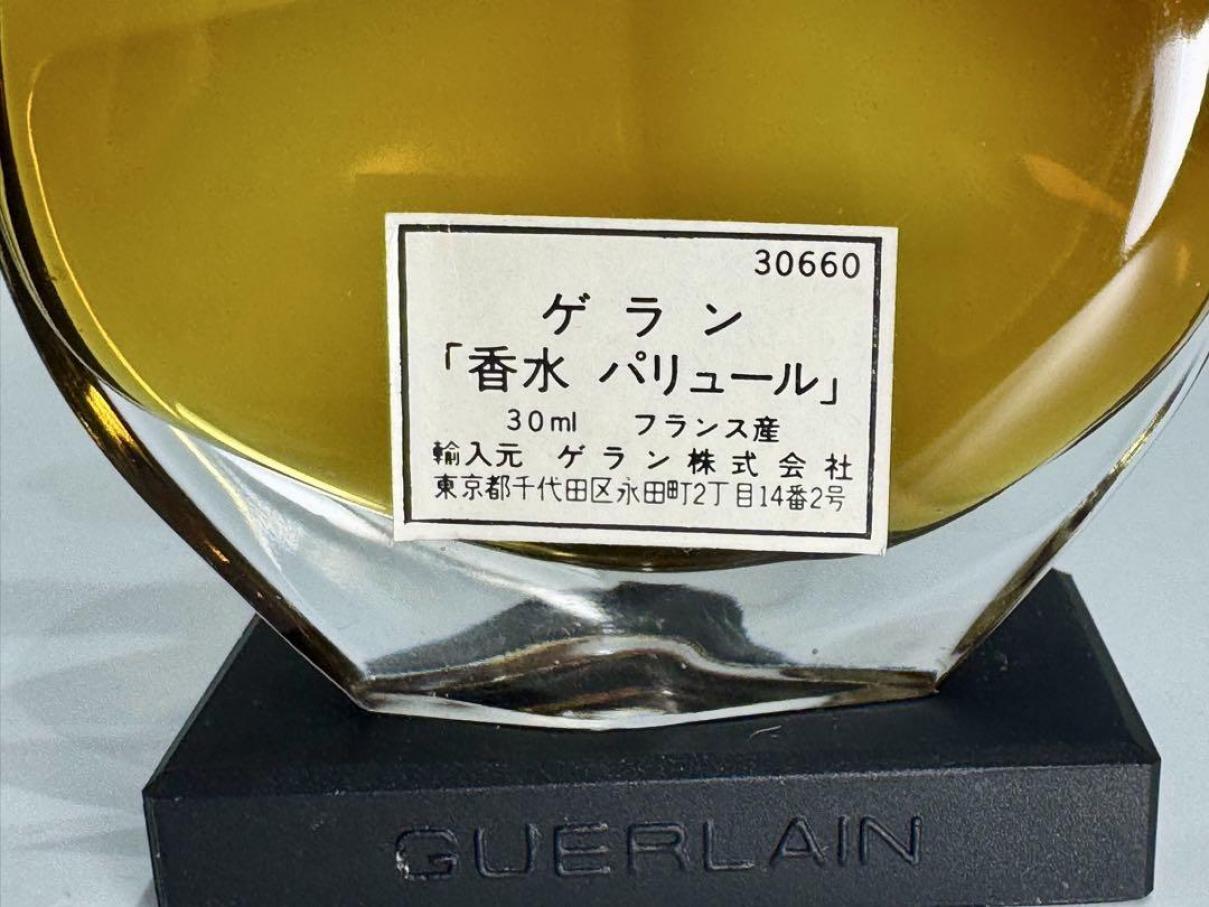 30660
ゲラン
「香水 パリュール」
30ml フランス産
輸入元 ゲラン株式会社
東京都千代田区永田町2丁目14番2号
GUERLAIN